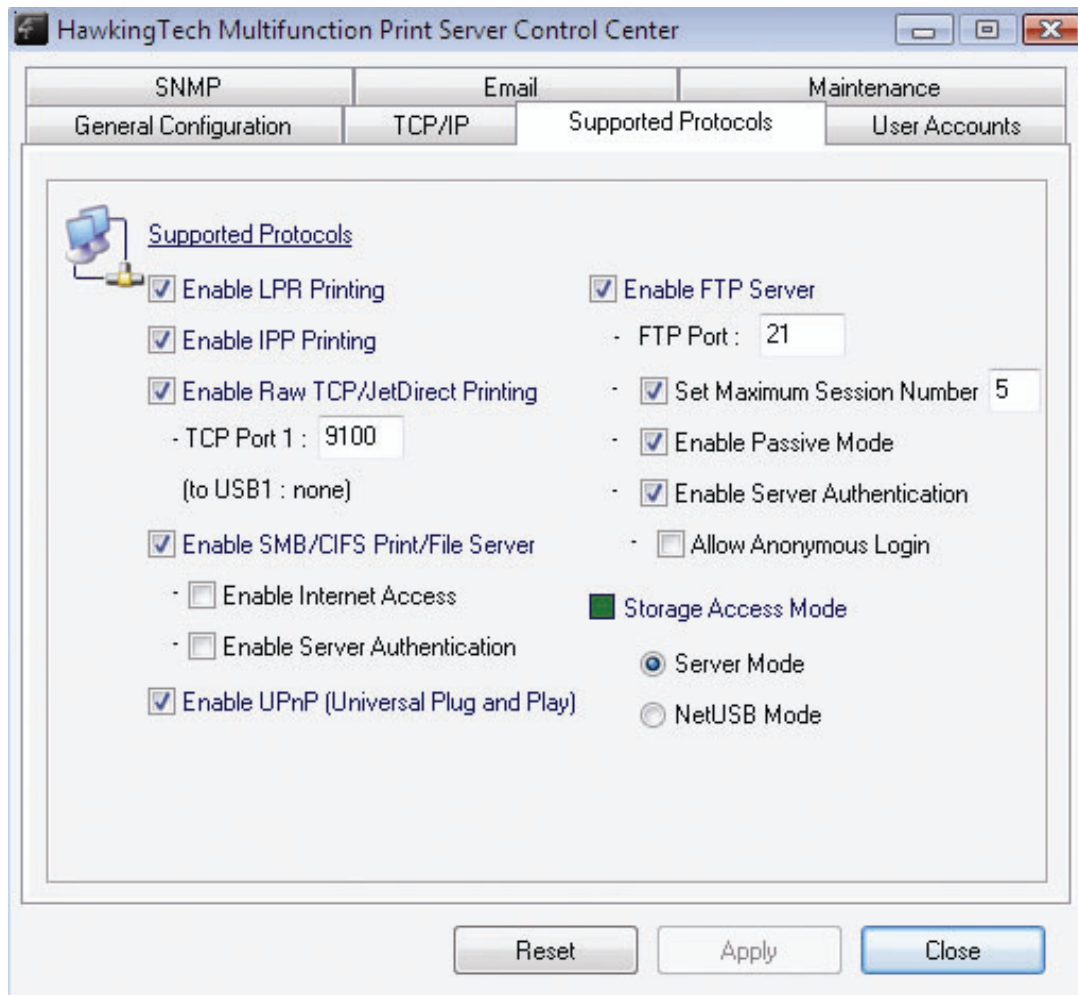 HawkingTech Multifunction Print Server Control Center
SNMP
Email
Maintenance
General Configuration
TCP/IP
Supported Protocols
User Accounts
Supported Protocols
Enable LPR Printing
Enable IPP Printing
Enable Raw TCP/JetDirect Printing
- TCP Port 1 : 9100
(to USB1 : none)
Enable SMB/CIFS Print/File Server
- Enable Internet Access
- Enable Server Authentication
Enable UPnP (Universal Plug and Play)
Enable FTP Server
- FTP Port : 21
- Set Maximum Session Number 5
- Enable Passive Mode
- Enable Server Authentication
- Allow Anonymous Login
Storage Access Mode
Server Mode
NetUSB Mode
Reset
Apply
Close